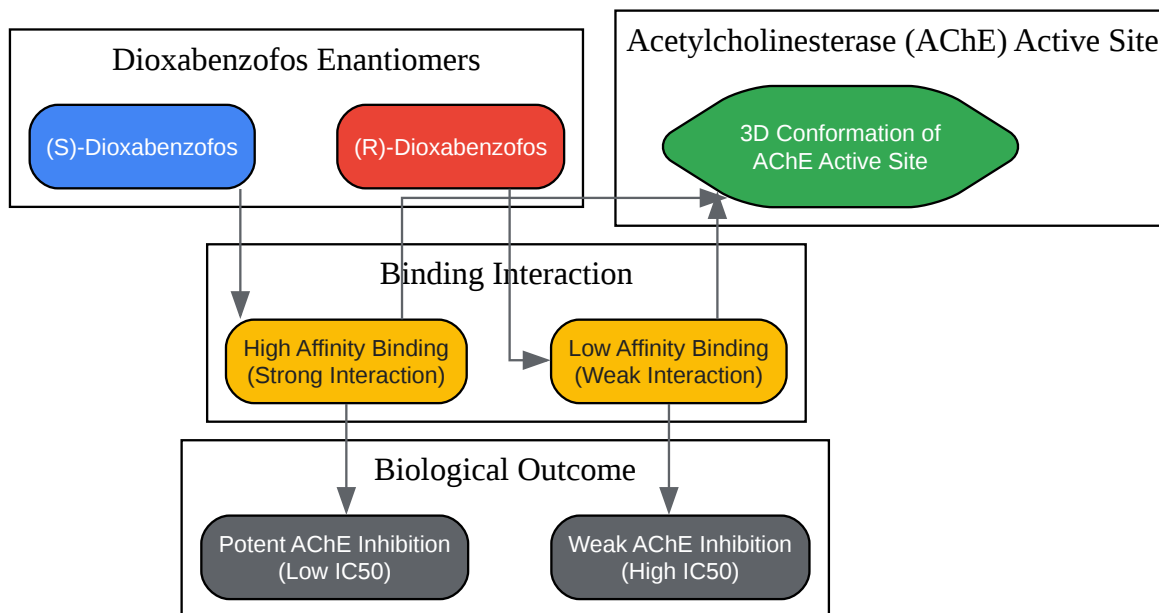 Dioxabenzofos Enantiomers
(S)-Dioxabenzofos
(R)-Dioxabenzofos
Acetylcholinesterase (AChE) Active Site
3D Conformation of
AChE Active Site
Binding Interaction
High Affinity Binding
(Strong Interaction)
Low Affinity Binding
(Weak Interaction)
Biological Outcome
Potent AChE Inhibition
(Low IC50)
Weak AChE Inhibition
(High IC50)